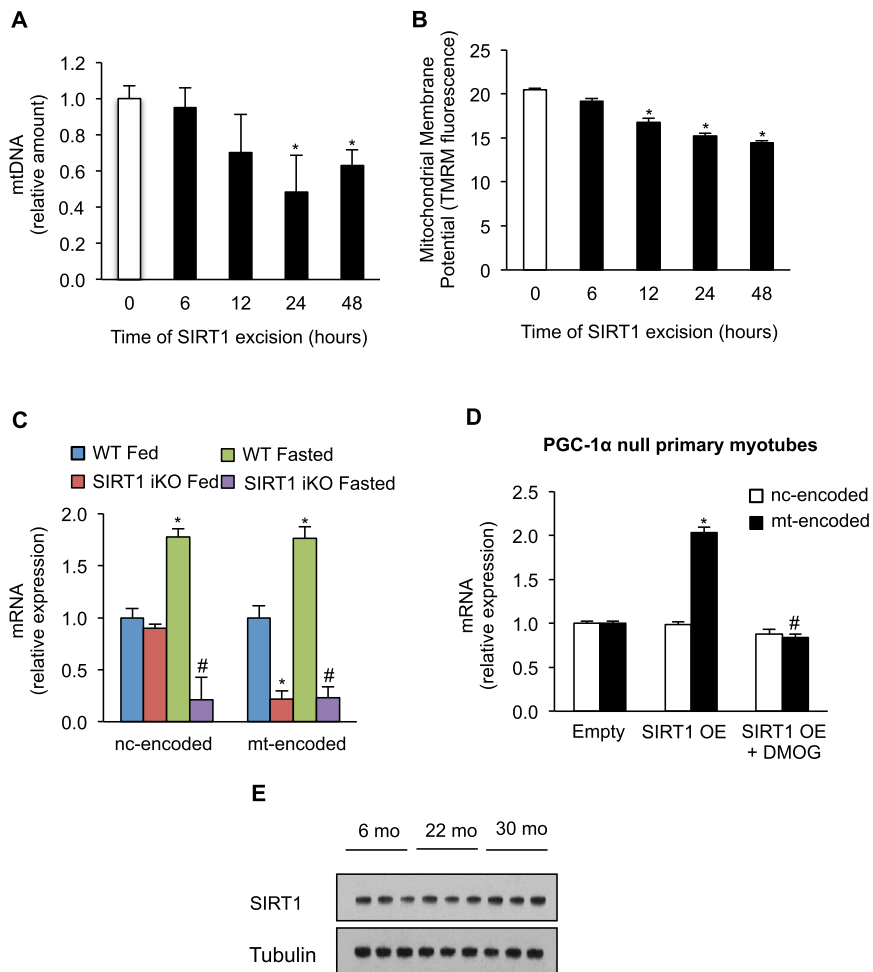 A
1.2
1.0
0.8
0.6
0.4
0.2
0.0
mtDNA
(relative amount)
*
*
0 6 12 24 48
Time of SIRT1 excision (hours)
B
25
20
15
10
5
0
Mitochondrial Membrane
Potential (TMRM fluorescence)
*
*
*
0 6 12 24 48
Time of SIRT1 excision (hours)
C
WT Fed WT Fasted
SIRT1 iKO Fed SIRT1 iKO Fasted
2.0
1.5
1.0
0.5
0.0
mRNA
(relative expression)
* *
# * #
nc-encoded mt-encoded
D
PGC-1α null primary myotubes
nc-encoded
mt-encoded
2.5
2.0
1.5
1.0
0.5
0.0
mRNA
(relative expression)
*
#
Empty SIRT1 OE SIRT1 OE
+ DMOG
E
6 mo 22 mo 30 mo
SIRT1
Tubulin